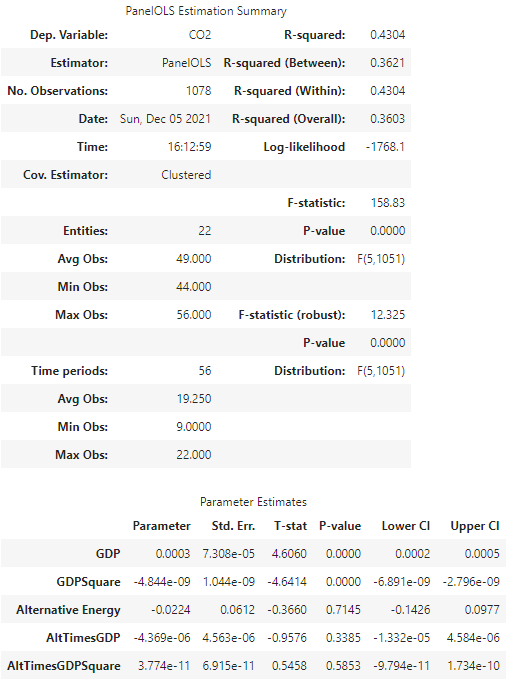 PanelOLS Estimation Summary
Dep. Variable: CO2 R-squared: 0.4304
Estimator: PanelOLS R-squared (Between): 0.3621
No. Observations: 1078 R-squared (Within): 0.4304
Date: Sun, Dec 05 2021 R-squared (Overall): 0.3603
Time: 16:12:59 Log-likelihood -1768.1
Cov. Estimator: Clustered
F-statistic: 158.83
Entities: 22 P-value 0.0000
Avg Obs: 49.000 Distribution: F(5,1051)
Min Obs: 44.000
Max Obs: 56.000 F-statistic (robust): 12.325
P-value 0.0000
Time periods: 56 Distribution: F(5,1051)
Avg Obs: 19.250
Min Obs: 9.0000
Max Obs: 22.000
Parameter Estimates
Parameter Std. Err. T-stat P-value Lower CI Upper CI
GDP 0.0003 7.308e-05 4.6060 0.0000 0.0002 0.0005
GDPSquare -4.844e-09 1.044e-09 -4.6414 0.0000 -6.891e-09 -2.796e-09
Alternative Energy -0.0224 0.0612 -0.3660 0.7145 -0.1426 0.0977
AltTimesGDP -4.369e-06 4.563e-06 -0.9576 0.3385 -1.332e-05 4.584e-06
AltTimesGDPSquare 3.774e-11 6.915e-11 0.5458 0.5853 -9.794e-11 1.734e-10